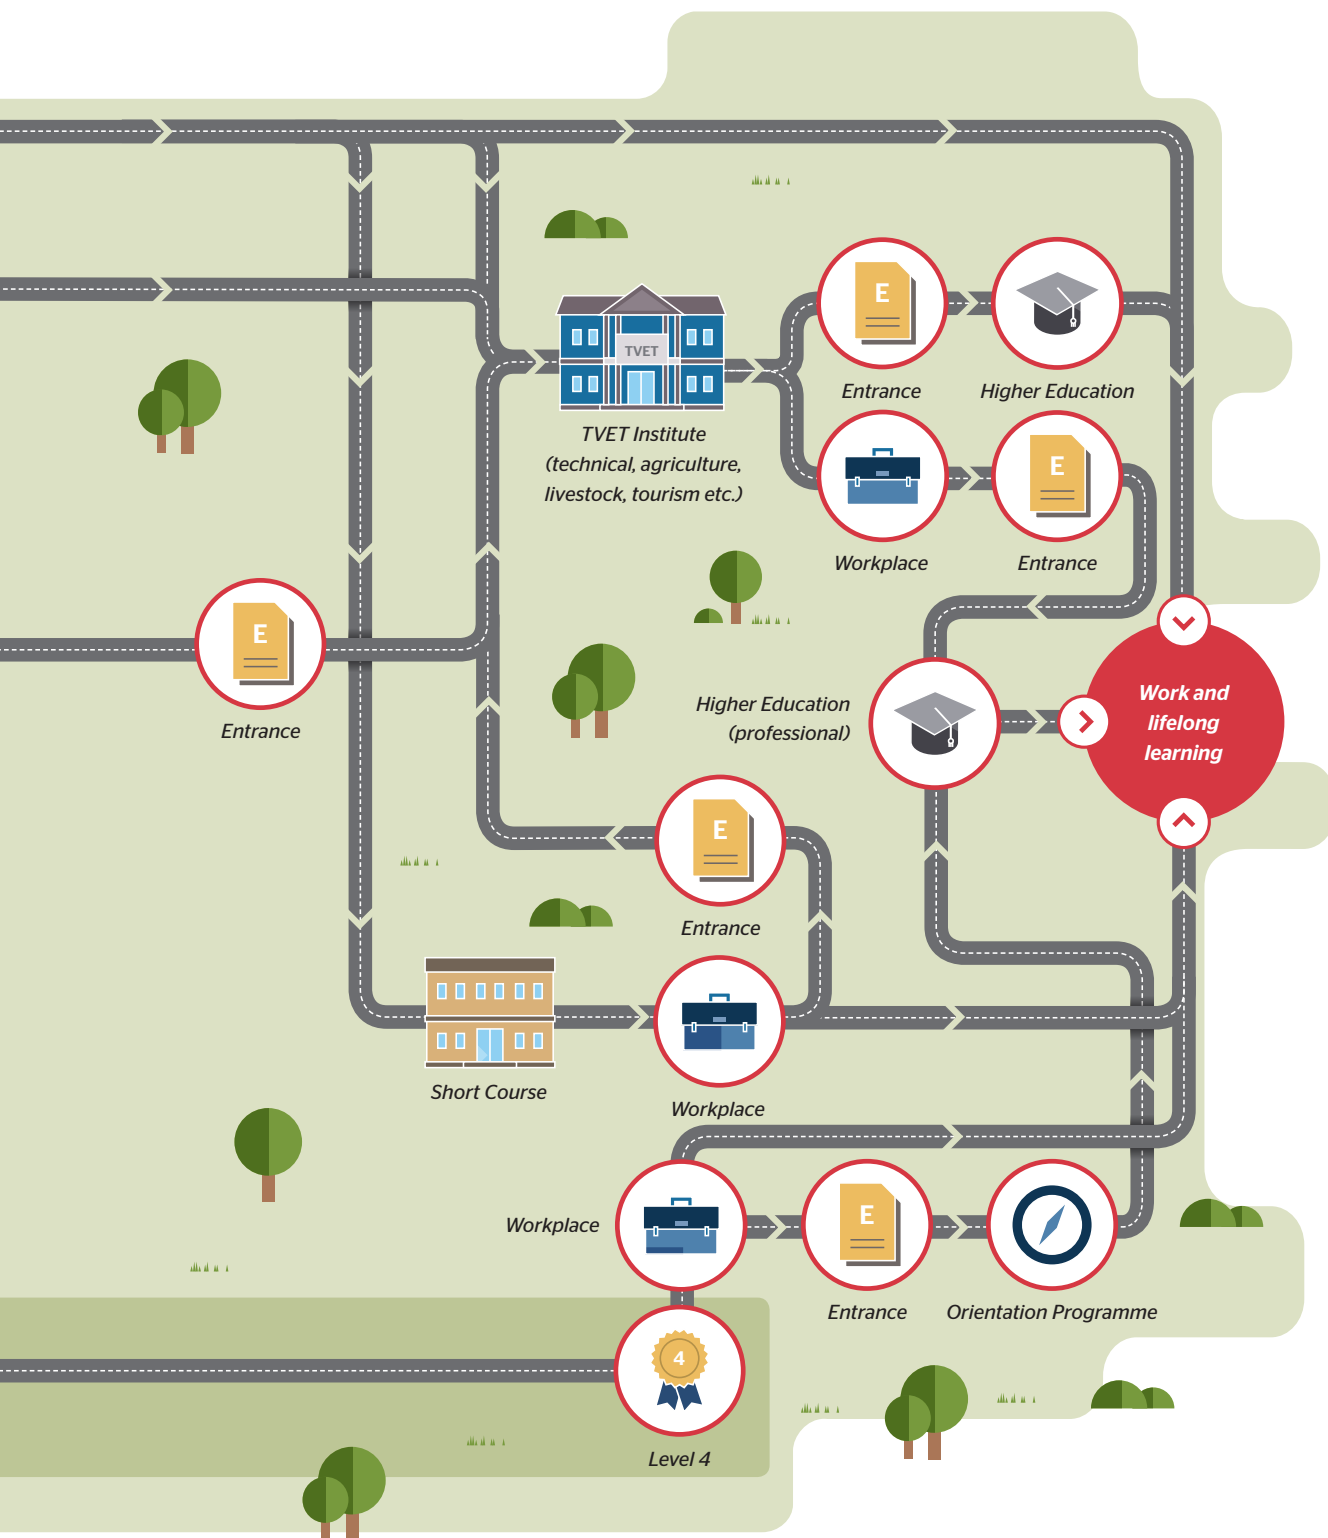 E
Entrance
Higher Education
TVET
TVET Institute
(technical, agriculture,
livestock, tourism etc.)
E
Workplace
Entrance
E
Entrance
Higher Education
(professional)
Work and
lifelong
learning
E
Entrance
Short Course
Workplace
Workplace
E
Entrance
Orientation Programme
4
Level 4